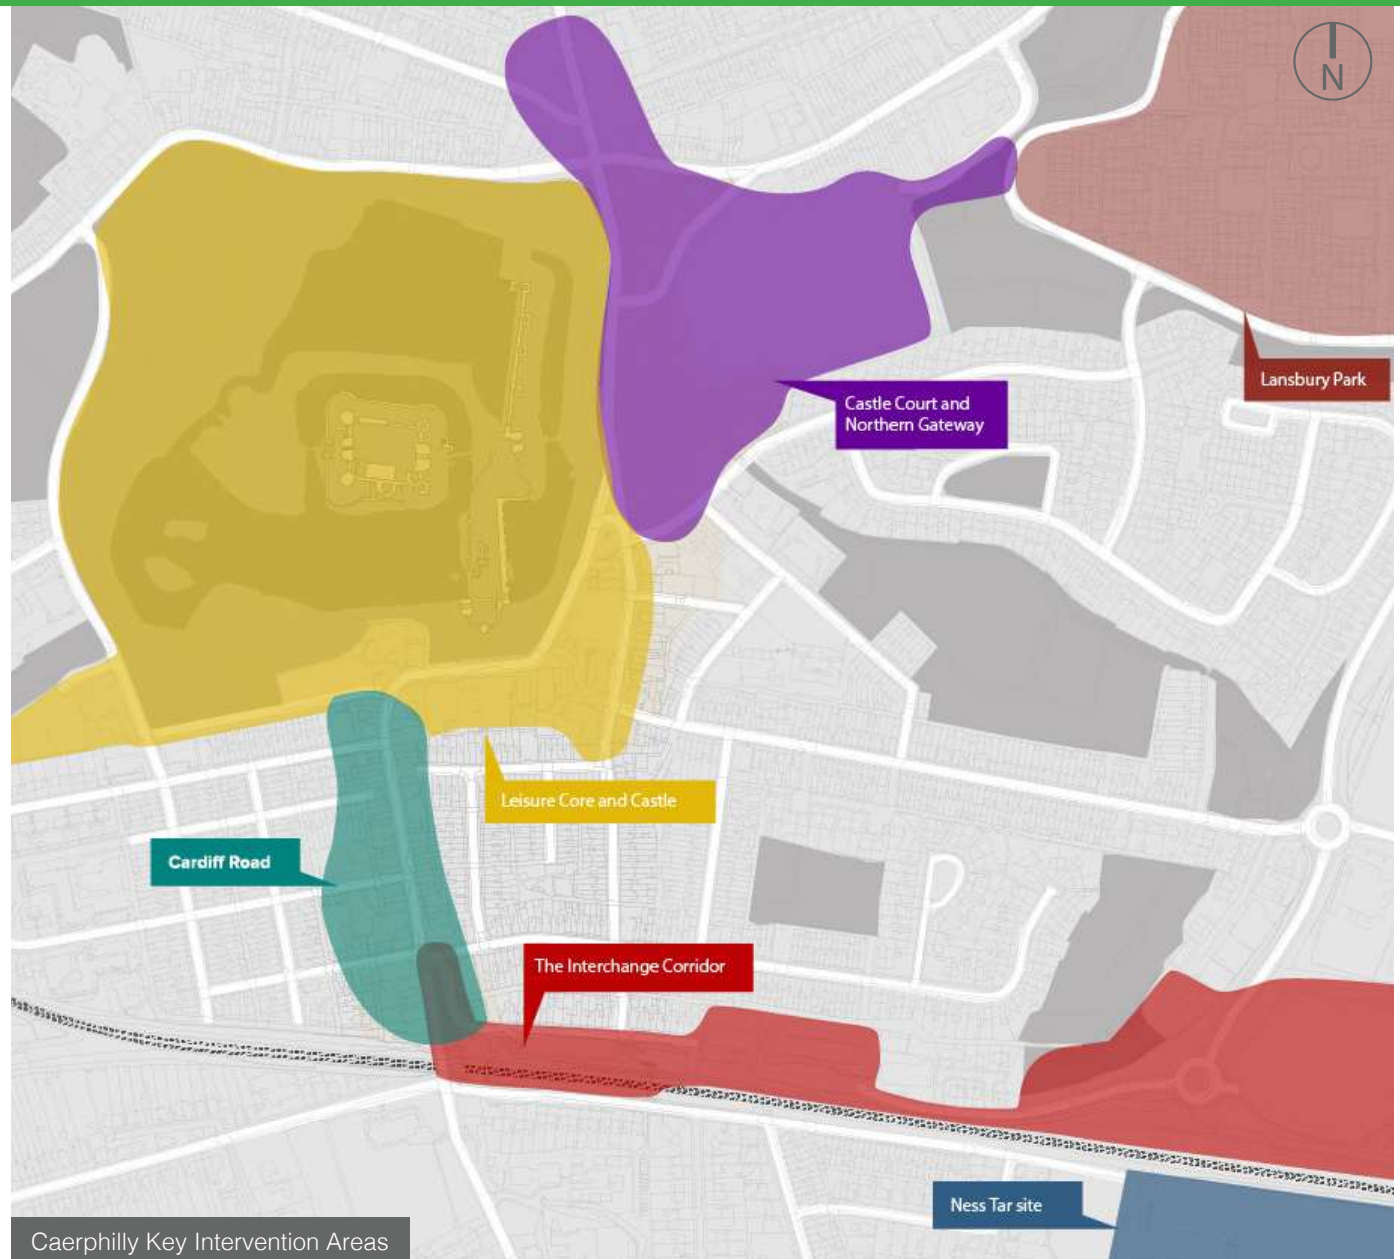 N
Lansbury Park
Castle Court and
Northern Gateway
Leisure Core and Castle
Cardiff Road
The Interchange Corridor
Ness Tar site
Caerphilly Key Intervention Areas